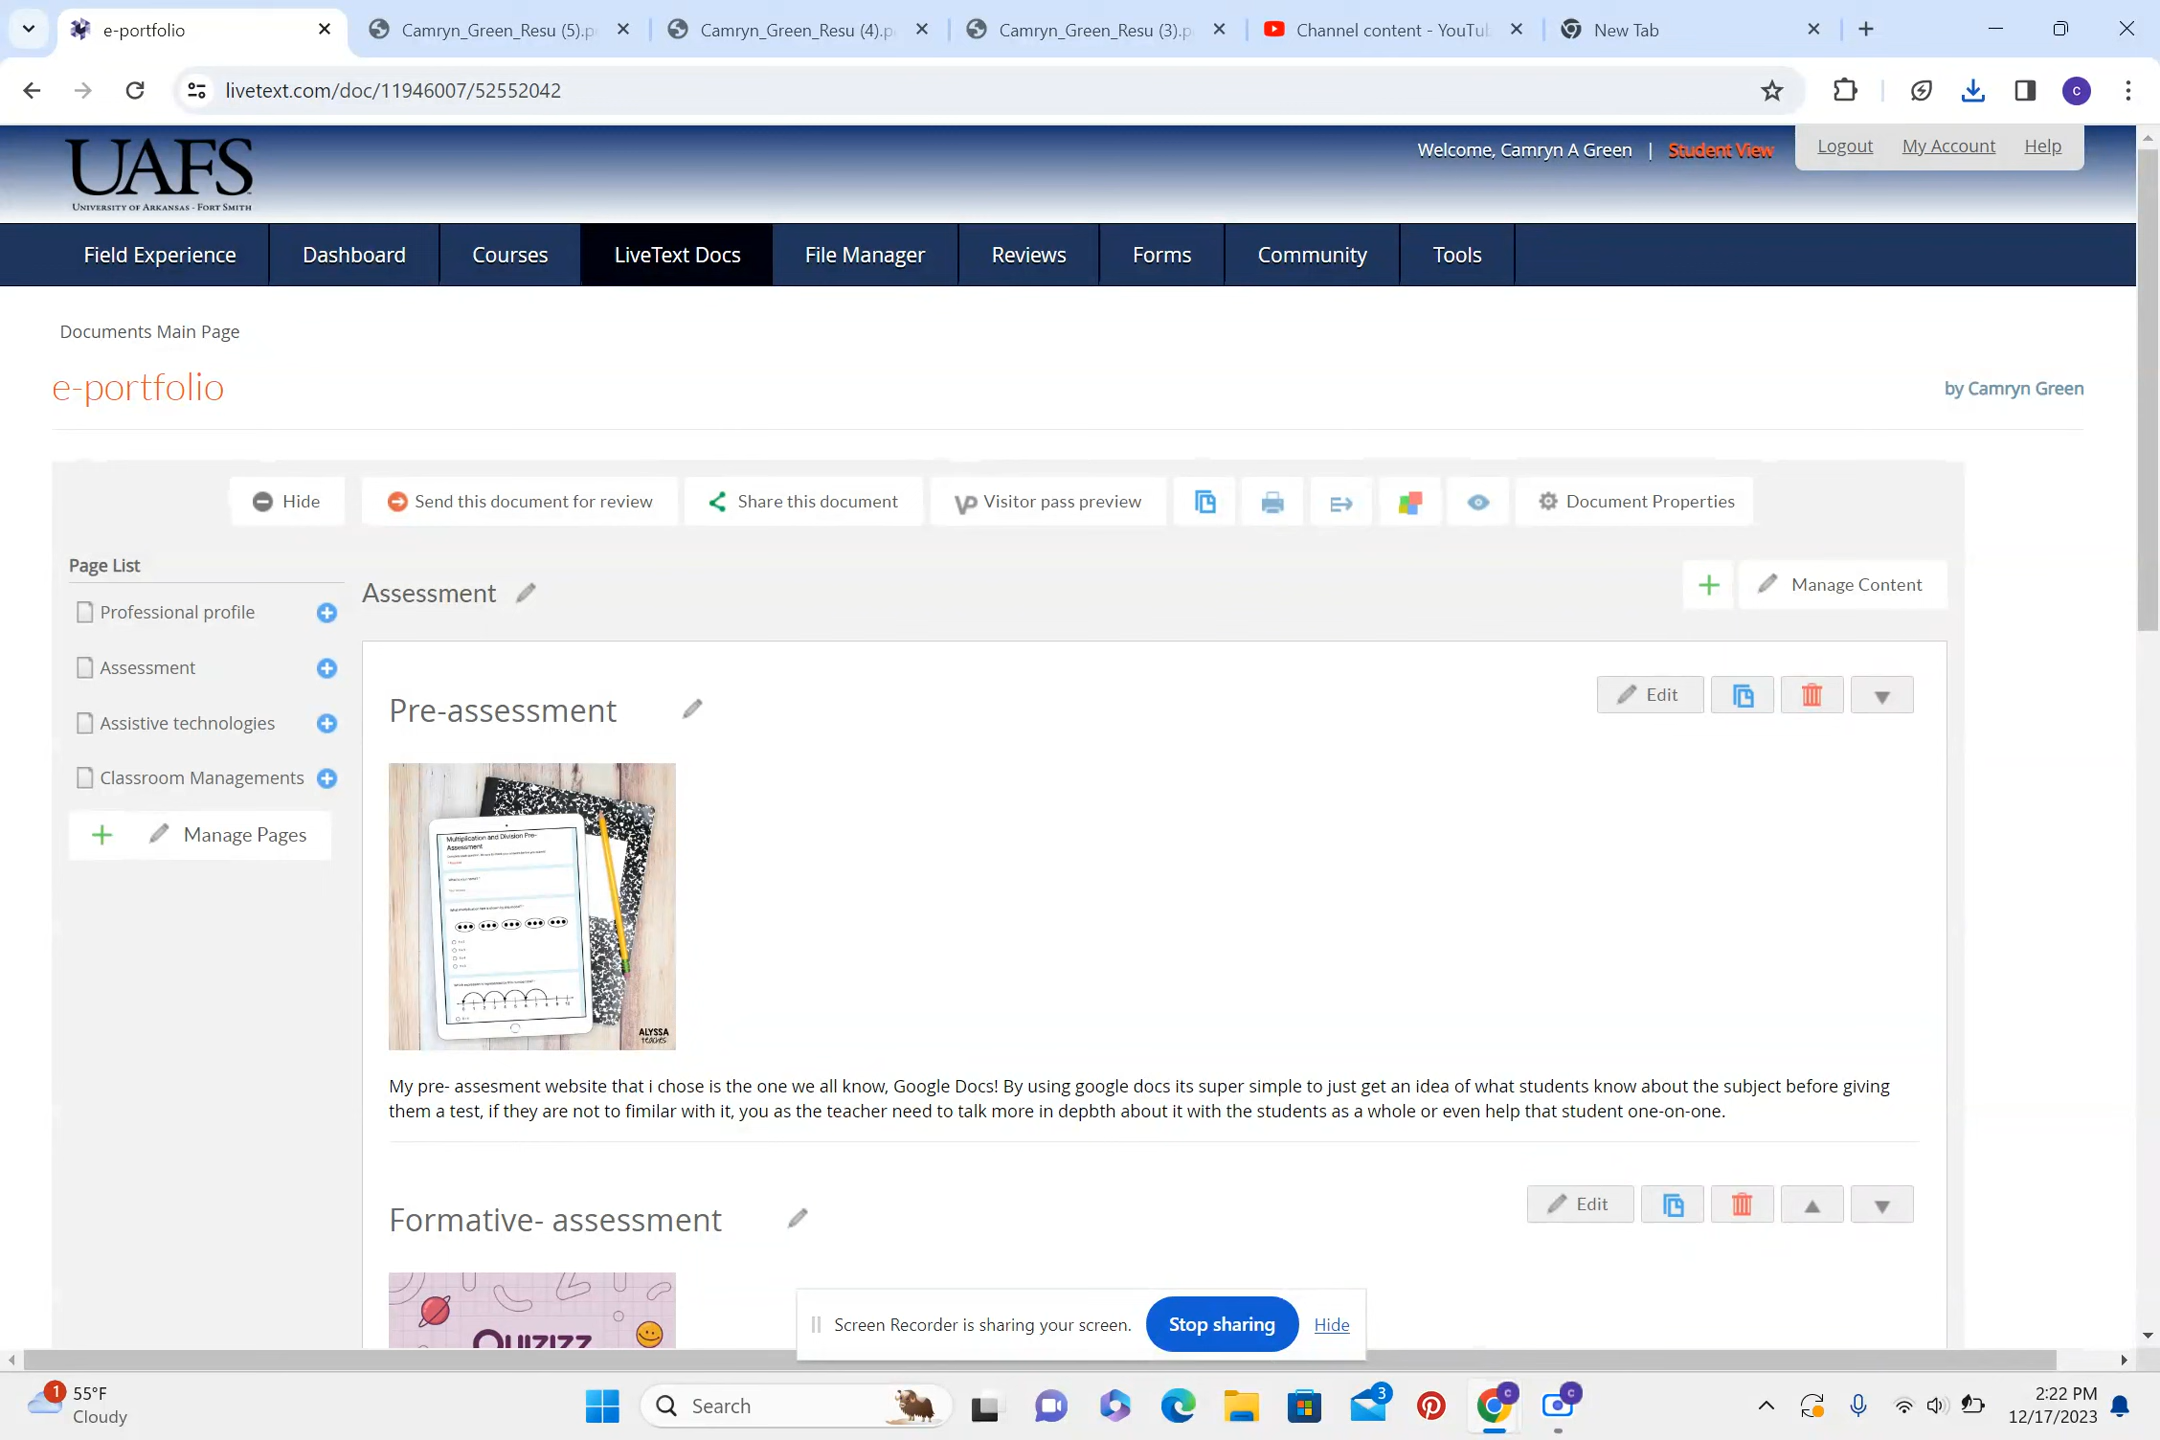 e-portfolio
Camryn_Green_Resu (5).p
Camryn_Green_Resu (4).p
Camryn_Green_Resu (3).p
Channel content - YouTu
New Tab
livetext.com/doc/11946007/52552042
C
UAFS
UNIVERSITY OF ARKANSAS - FORT SMITH
Welcome, Camryn A Green | Student View
Logout My Account Help
Field Experience Dashboard Courses LiveText Docs File Manager Reviews Forms Community Tools
Documents Main Page
e-portfolio
by Camryn Green
Hide Send this document for review Share this document VP Visitor pass preview Document Properties
Page List
Professional profile
Assessment
Assistive technologies
Classroom Managements
Manage Pages
Assessment
Manage Content
Pre-assessment
Edit
Multiplication and Division Pre-
Assessment
ALYSSA
teaches
My pre- assesment website that i chose is the one we all know, Google Docs! By using google docs its super simple to just get an idea of what students know about the subject before giving
them a test, if they are not to fimilar with it, you as the teacher need to talk more in depbth about it with the students as a whole or even help that student one-on-one.
Formative- assessment
Edit
Quizizz
Screen Recorder is sharing your screen. Stop sharing Hide
1
55°F
Cloudy
Search
3
C
C
2:22 PM
12/17/2023